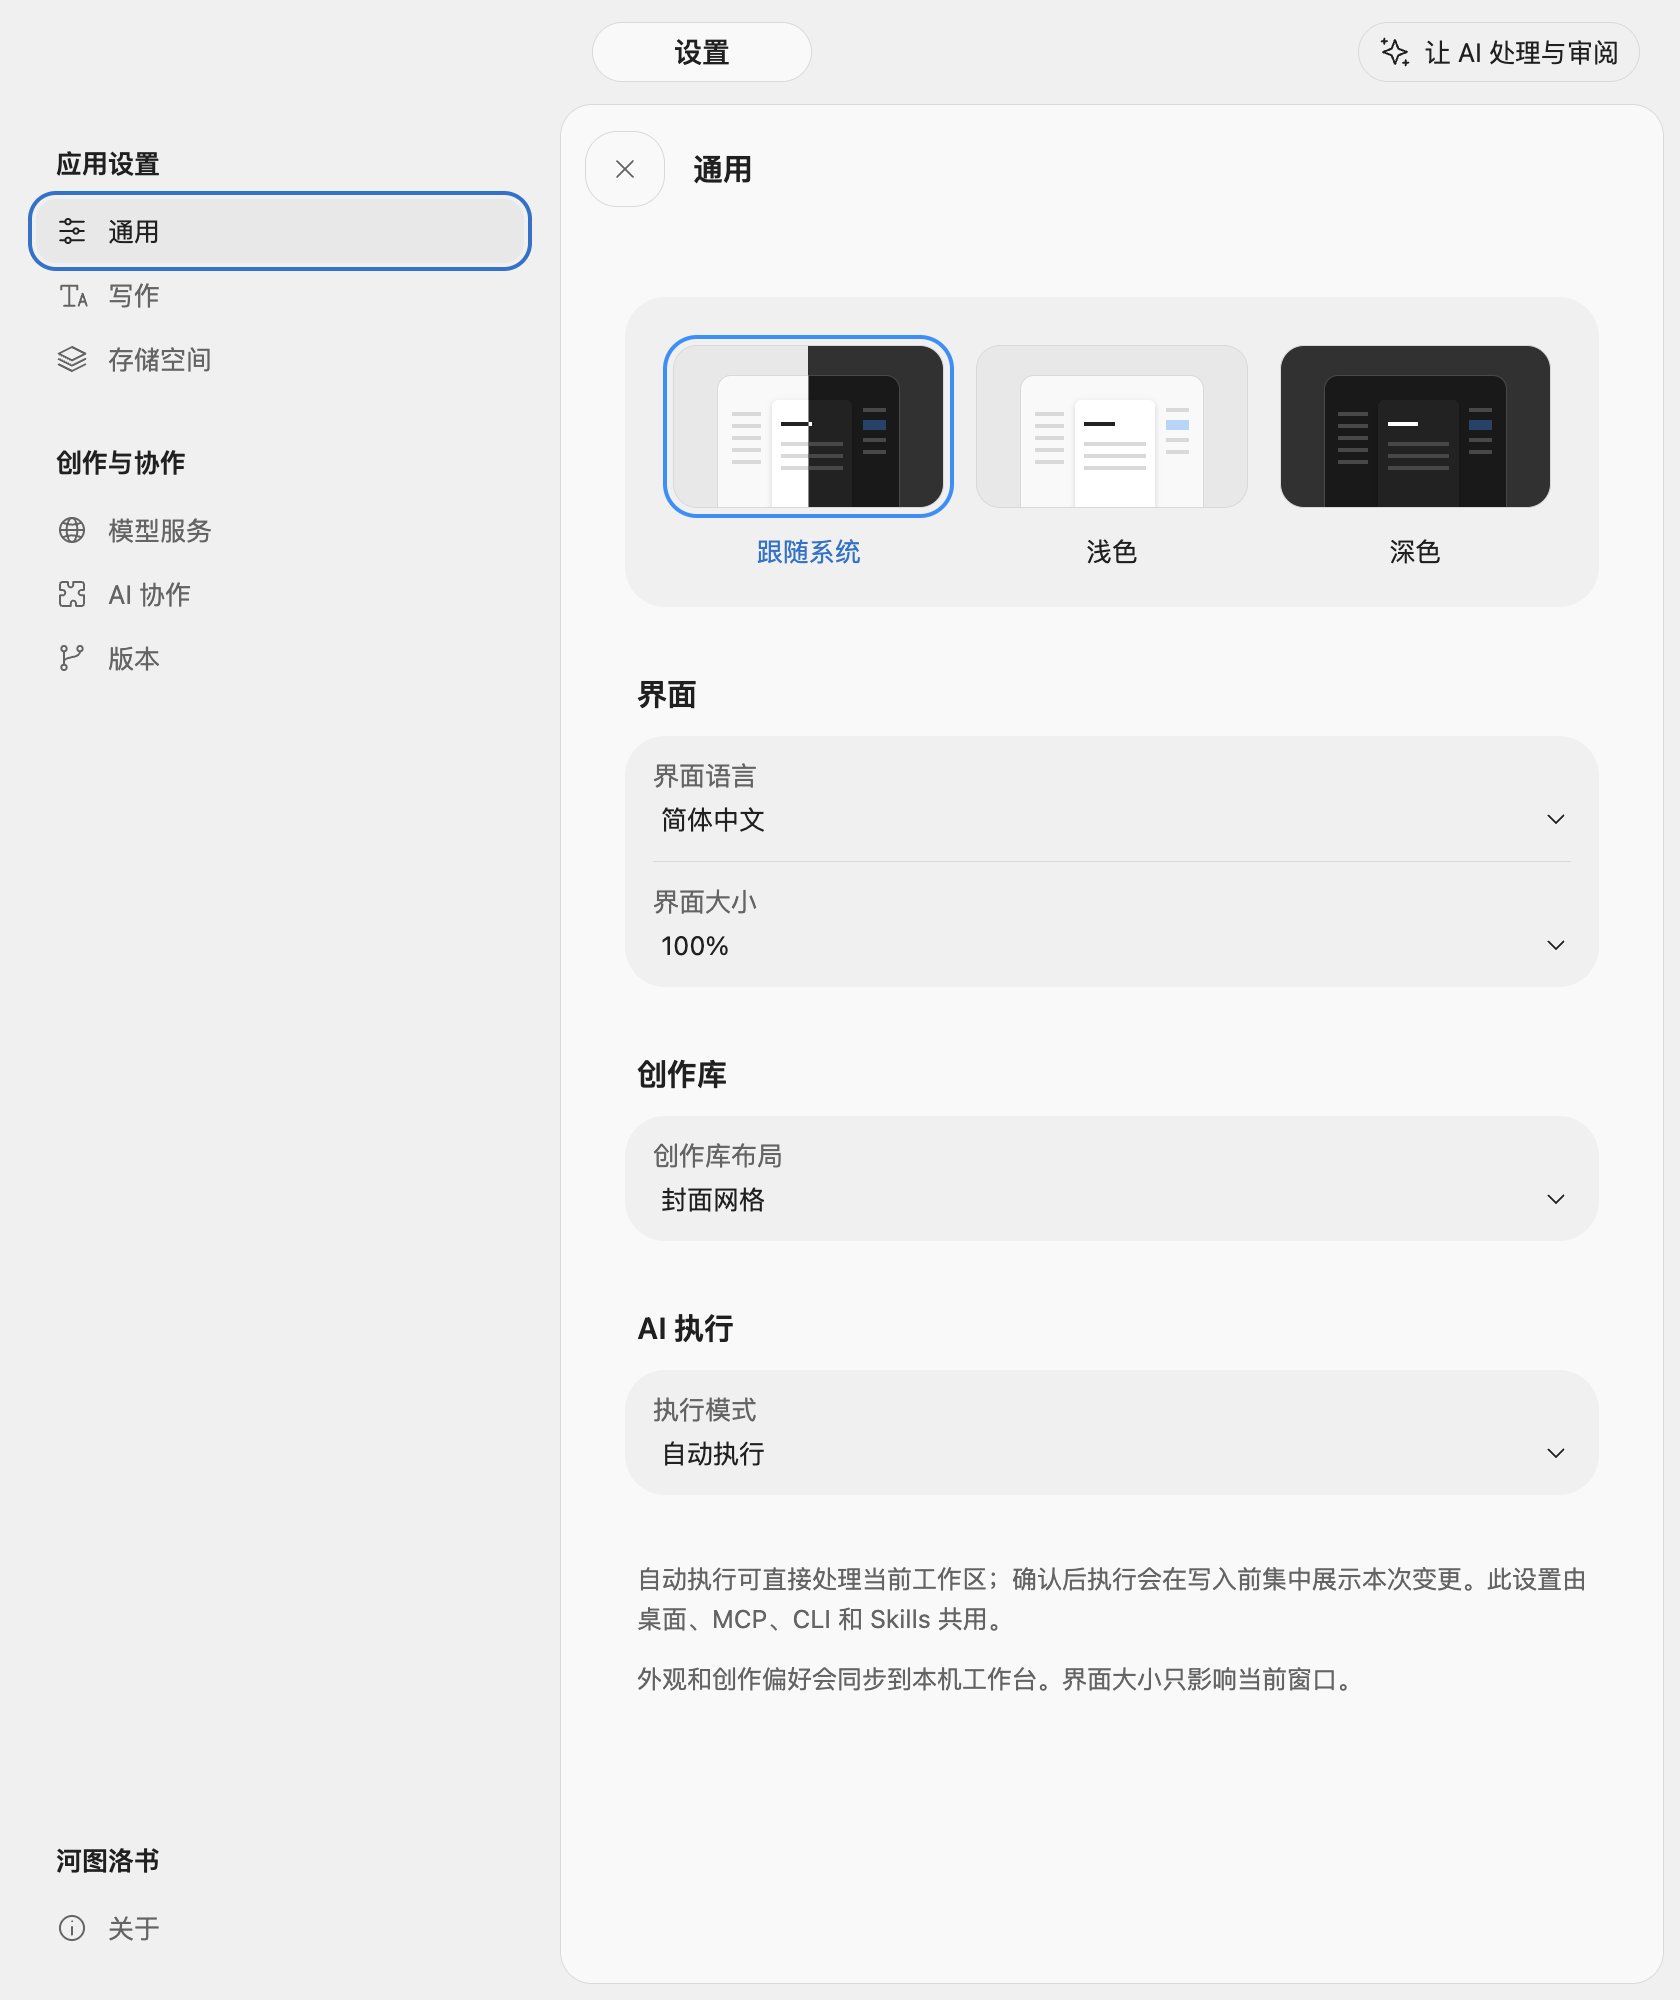 设置
让 AI 处理与审阅
应用设置
通用
写作
存储空间
创作与协作
模型服务
AI 协作
版本
河图洛书
关于
通用
跟随系统
浅色
深色
界面
界面语言
简体中文
界面大小
100%
创作库
创作库布局
封面网格
AI 执行
执行模式
自动执行
自动执行可直接处理当前工作区；确认后执行会在写入前集中展示本次变更。此设置由
桌面、MCP、CLI 和 Skills 共用。
外观和创作偏好会同步到本机工作台。界面大小只影响当前窗口。